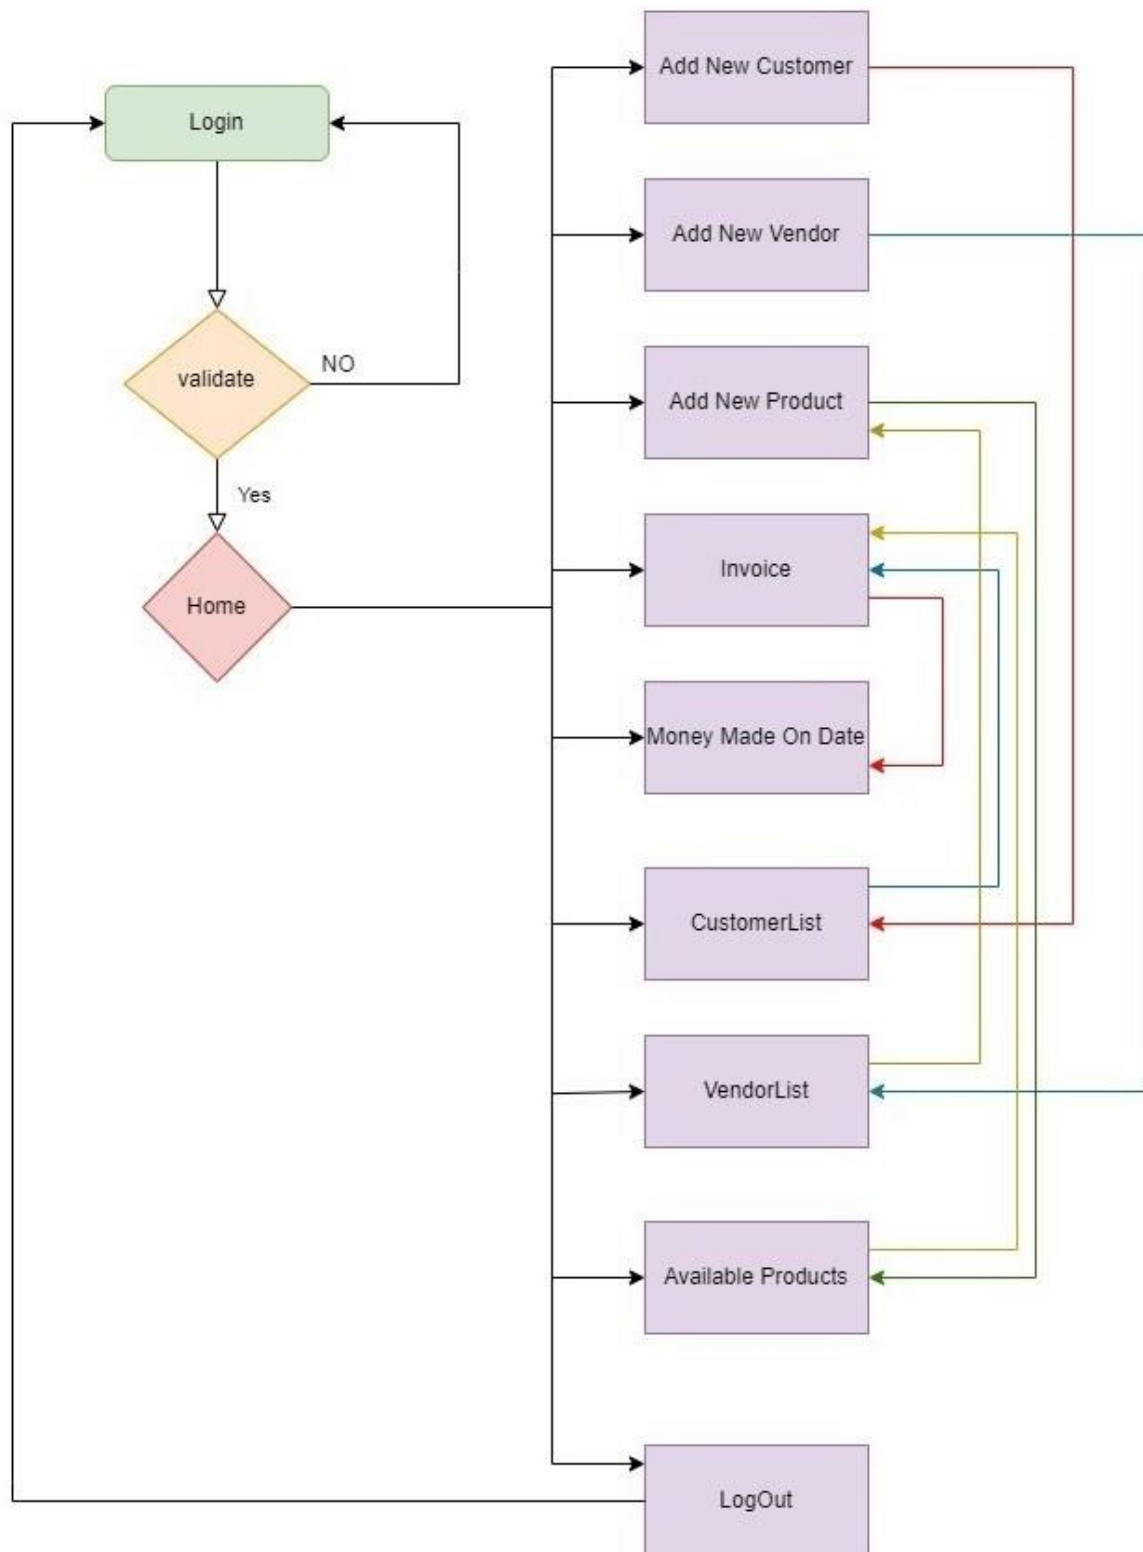 Login
validate
NO
Yes
Home
Add New Customer
Add New Vendor
Add New Product
Invoice
Money Made On Date
CustomerList
VendorList
Available Products
LogOut